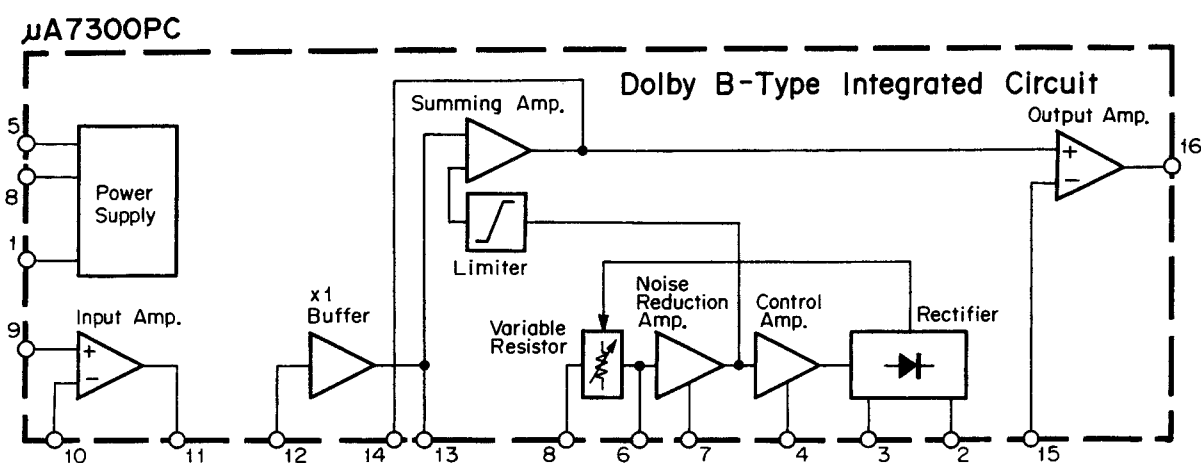 μA7300PC
Dolby B-Type Integrated Circuit
Summing Amp.
Output Amp.
5
+
16
8
Power
Supply
−
1
Limiter
x1
Buffer
Noise
Reduction
Amp.
Control
Amp.
Rectifier
Input Amp.
Variable
Resistor
9
+
−
10
11
12
14
13
8
6
7
4
3
2
15